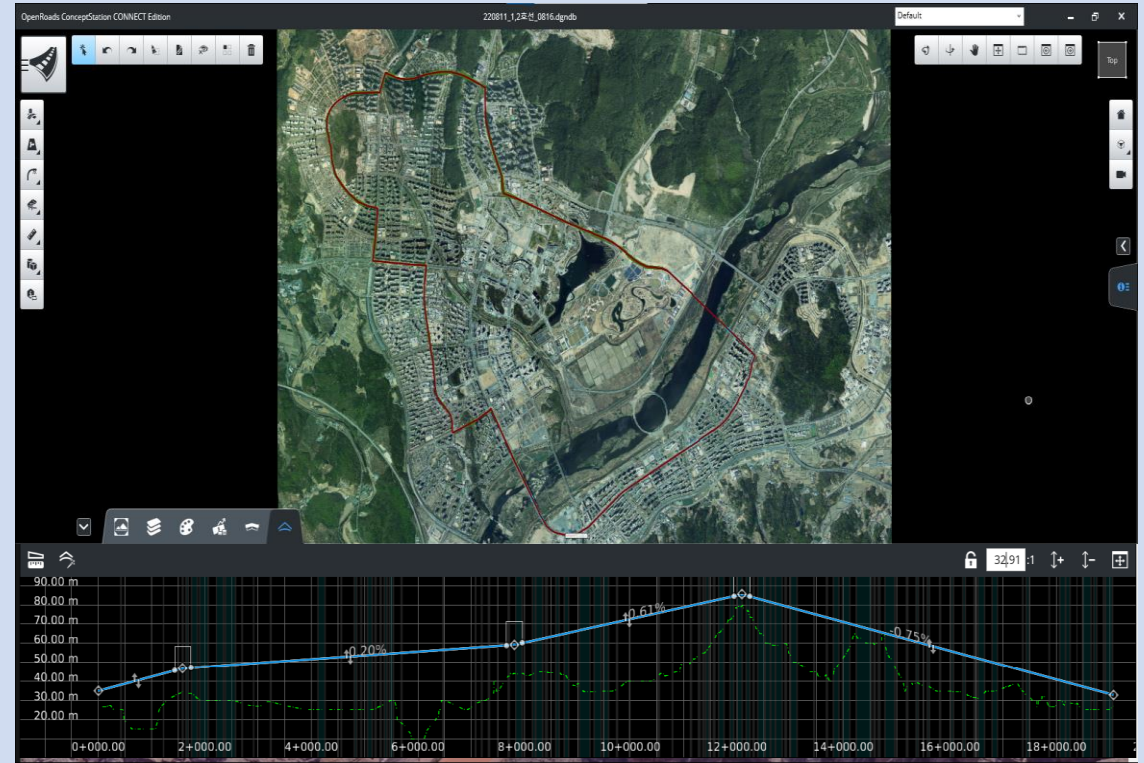 OpenRoads ConceptStation CONNECT Edition
220811_1,2호선_0816.dgndb
Default
Top
32.91 :1
90.00 m
80.00 m
70.00 m
60.00 m
50.00 m
40.00 m
30.00 m
20.00 m
0.20%
0.61%
-0.75%
0+000.00 2+000.00 4+000.00 6+000.00 8+000.00 10+000.00 12+000.00 14+000.00 16+000.00 18+000.00 2